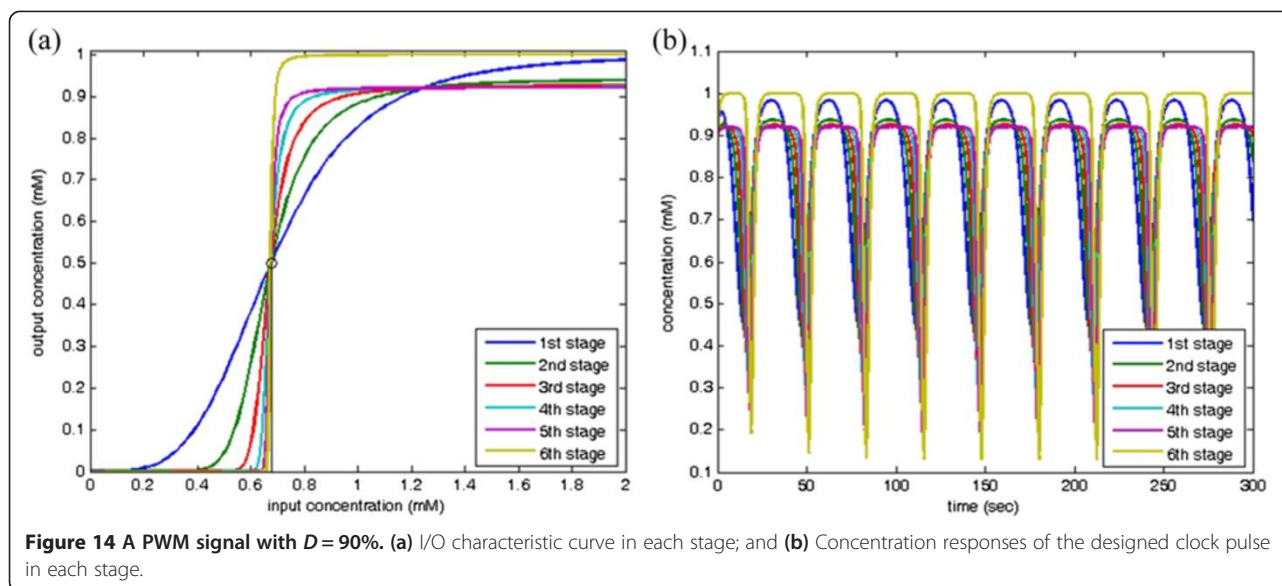 (a)
1
0.9
0.8
0.7
0.6
0.5
0.4
0.3
0.2
0.1
0
output concentration (mM)
0 0.2 0.4 0.6 0.8 1 1.2 1.4 1.6 1.8 2
input concentration (mM)
1st stage
2nd stage
3rd stage
4th stage
5th stage
6th stage
(b)
1.1
1
0.9
0.8
0.7
0.6
0.5
0.4
0.3
0.2
0.1
concentration (mM)
0 50 100 150 200 250 300
time (sec)
1st stage
2nd stage
3rd stage
4th stage
5th stage
6th stage
Figure 14 A PWM signal with D = 90%. (a) I/O characteristic curve in each stage; and (b) Concentration responses of the designed clock pulse
in each stage.